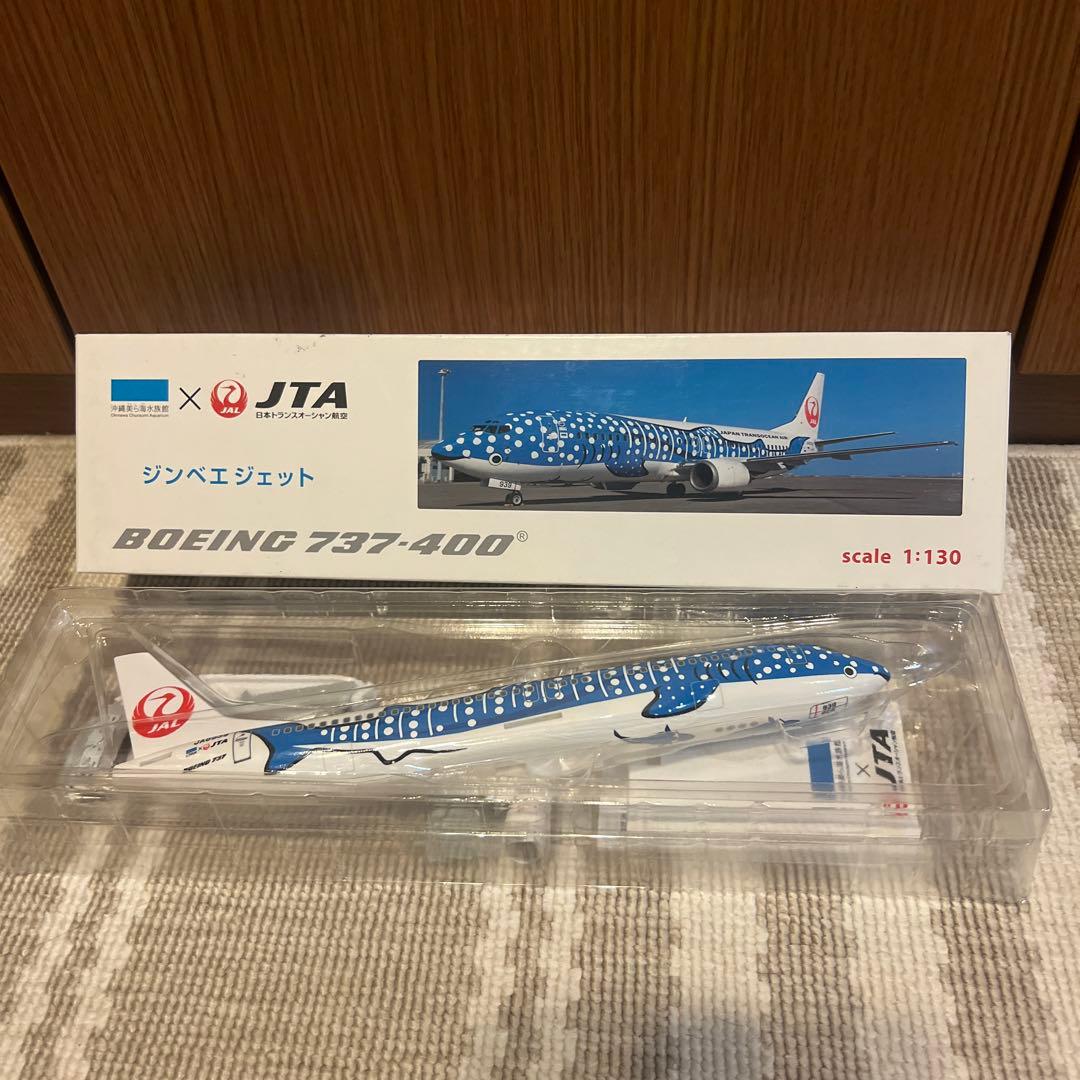 沖縄美ら海水族館
Okinawa Churaumi Aquarium
×
JAL
JTA
日本トランスオーシャン航空
ジンベエ ジェット
BOEING 737-400®
scale 1:130
JAPAN TRANSOCEAN AIR
939
JAL
×
JTA
BOEING 737
939
×
JTA